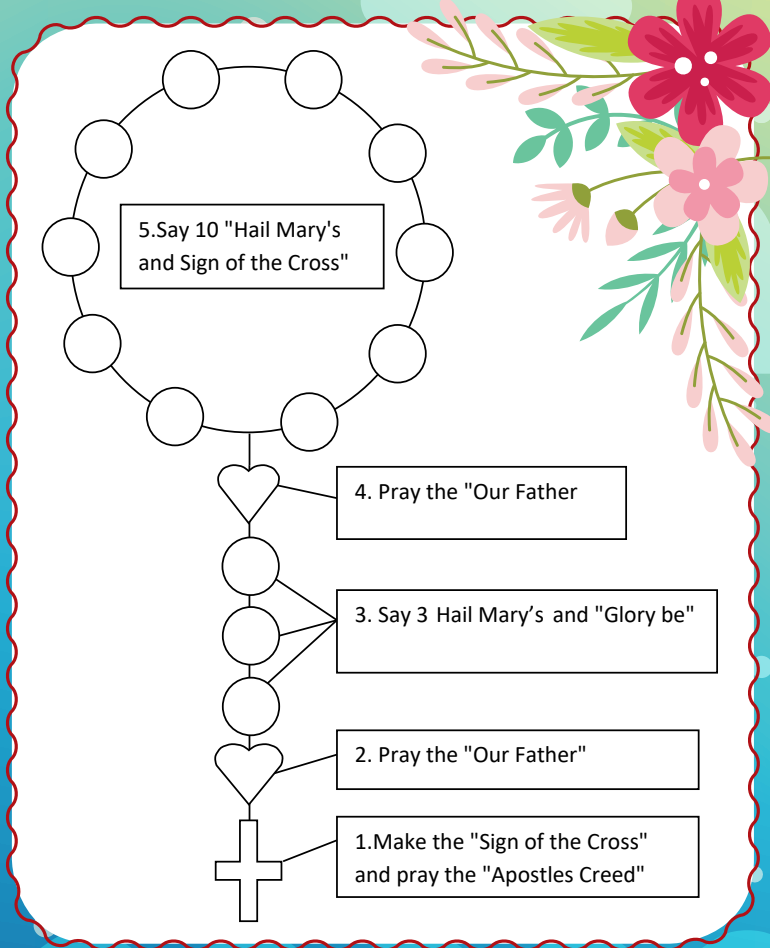 5.Say 10 "Hail Mary's
and Sign of the Cross"
4. Pray the "Our Father
3. Say 3 Hail Mary’s and "Glory be"
2. Pray the "Our Father"
1.Make the "Sign of the Cross"
and pray the "Apostles Creed"